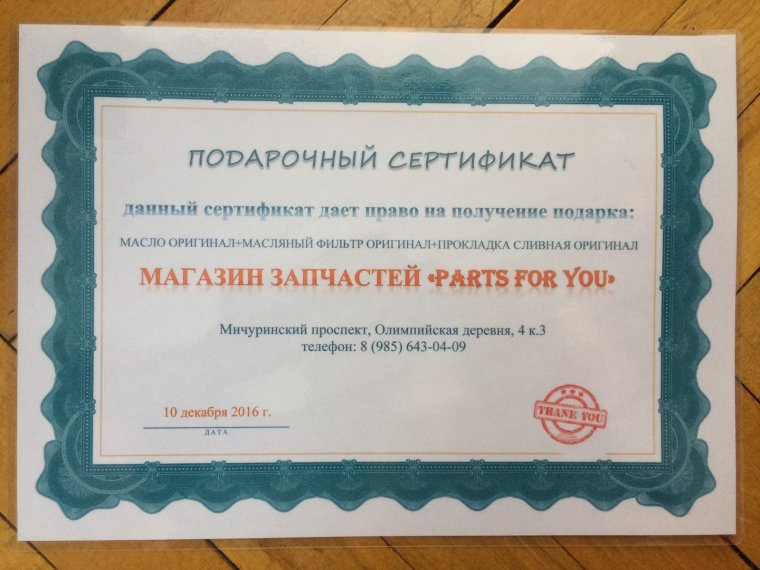 ПОДАРОЧНЫЙ СЕРТИФИКАТ
данный сертификат дает право на получение подарка:
МАСЛО ОРИГИНАЛ+МАСЛЯНЫЙ ФИЛЬТР ОРИГИНАЛ+ПРОКЛАДКА СЛИВНАЯ ОРИГИНАЛ
МАГАЗИН ЗАПЧАСТЕЙ «PARTS FOR YOU»
Мичуринский проспект, Олимпийская деревня, 4 к.3
телефон: 8 (985) 643-04-09
10 декабря 2016 г.
ДАТА
THANK YOU